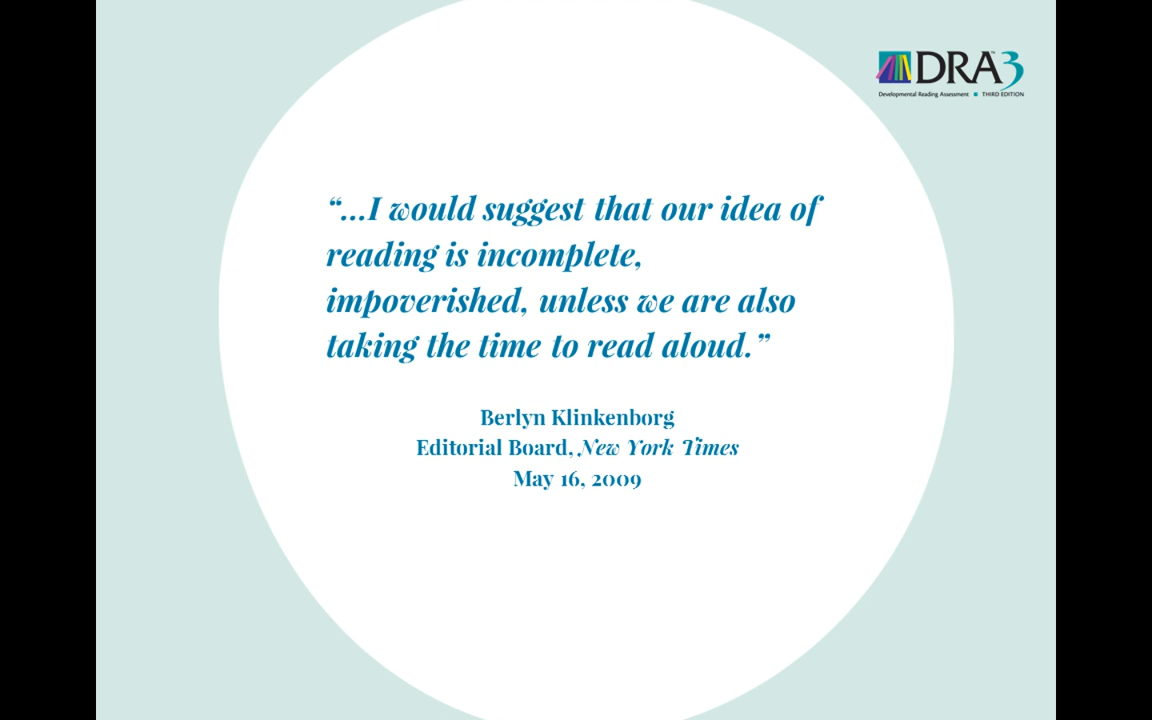 DRA3
Developmental Reading Assessment ■ THIRD EDITION
“...I would suggest that our idea of
reading is incomplete,
impoverished, unless we are also
taking the time to read aloud.”
Berlyn Klinkenborg
Editorial Board, New York Times
May 16, 2009